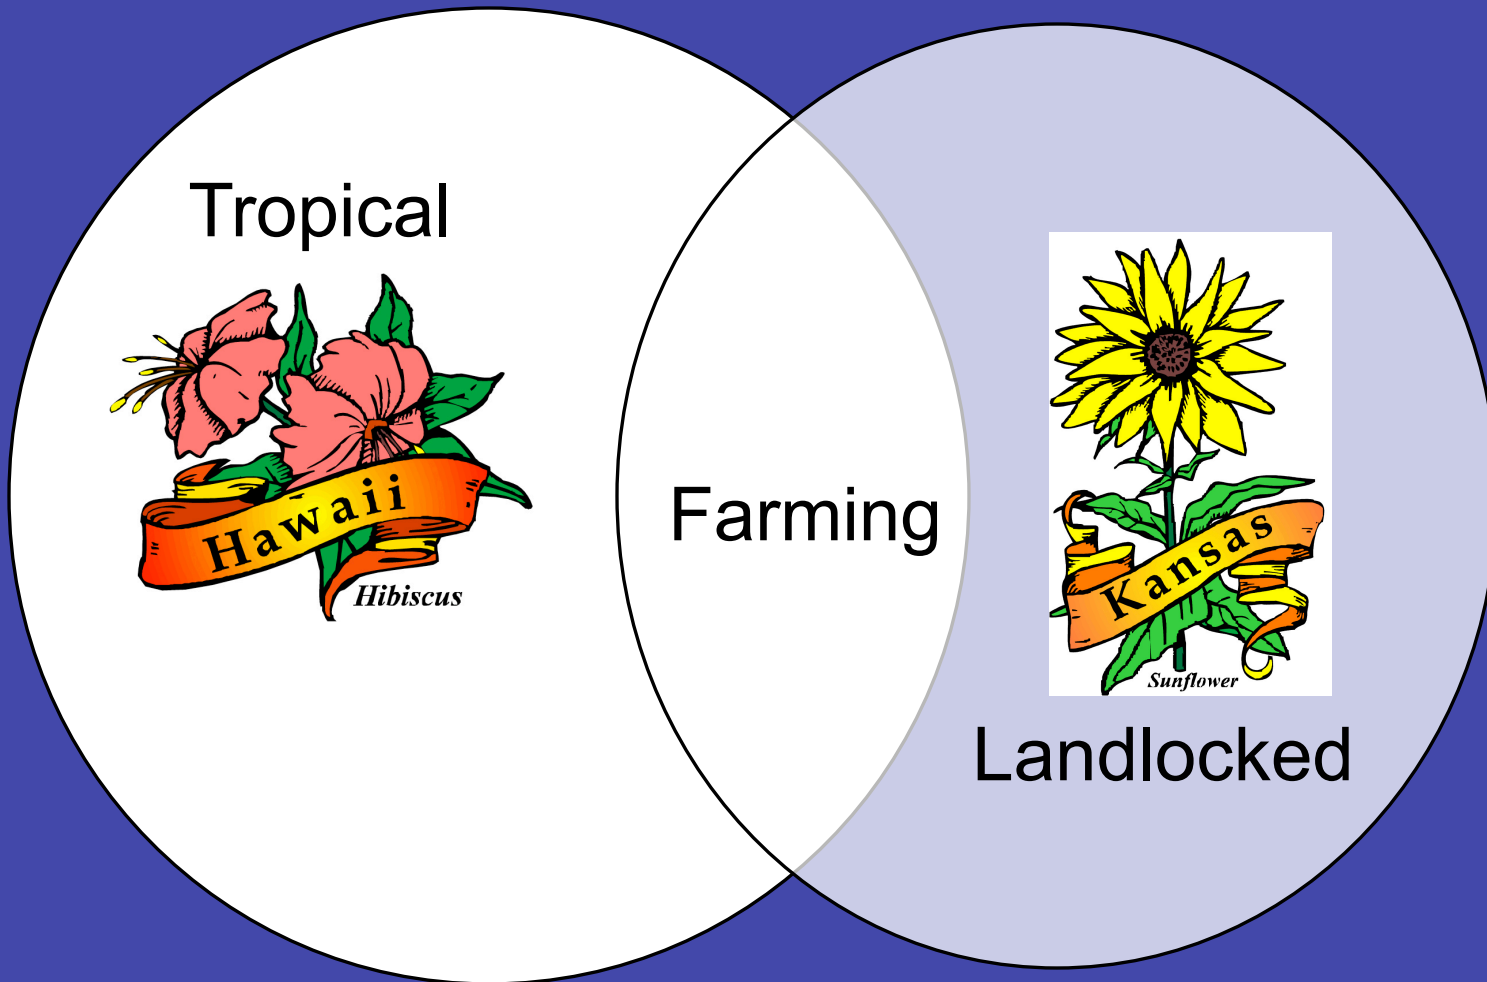 Tropical
Hawaii
Hibiscus
Farming
Kansas
Sunflower
Landlocked